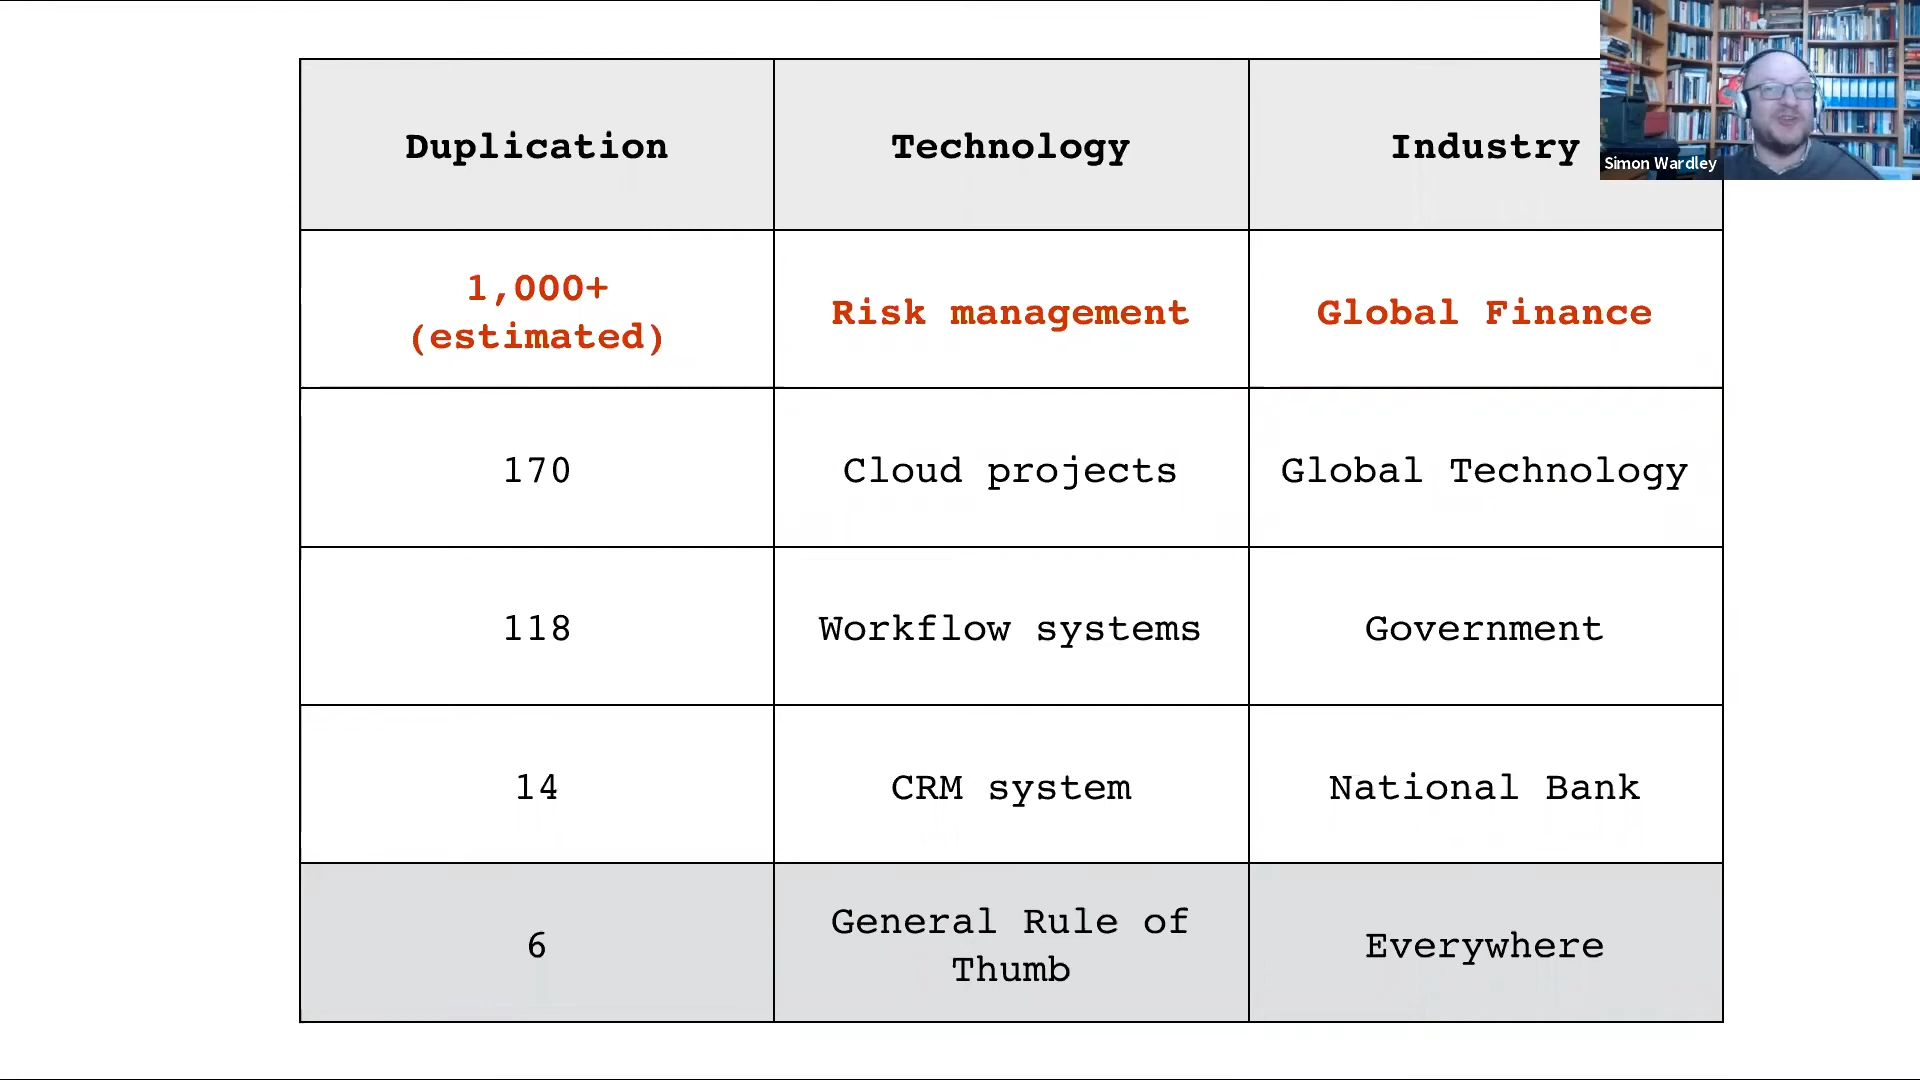 Duplication
Technology
Industry
Simon Wardley
1,000+
(estimated)
Risk management
Global Finance
170
Cloud projects
Global Technology
118
Workflow systems
Government
14
CRM system
National Bank
6
General Rule of
Thumb
Everywhere